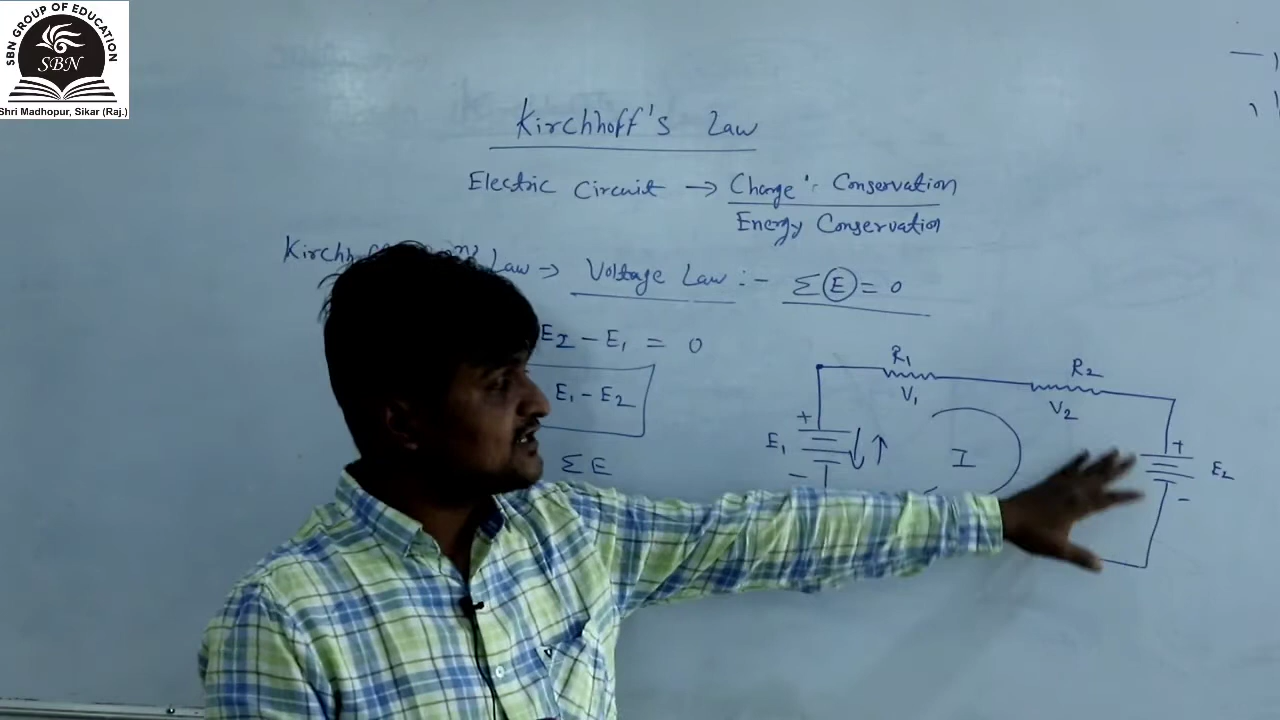 SBN GROUP OF EDUCATION
SBN
Shri Madhopur, Sikar (Raj.)
Kirchhoff's Law
Electric Circuit → Charge Conservation
Energy Conservation
Law → Voltage Law :- ΣE = 0
E2 - E1 = 0
E1 - E2
ΣE
R1
R2
V1
V2
+
E1
I
+
E2
-
-